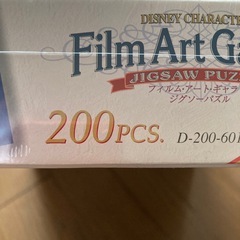 DISNEY CHARACTE
Film Art Ga
JIGSAW PUZ
フィルム・アート・ギャラ
ジグソーパズル
200PCS.
D-200-601